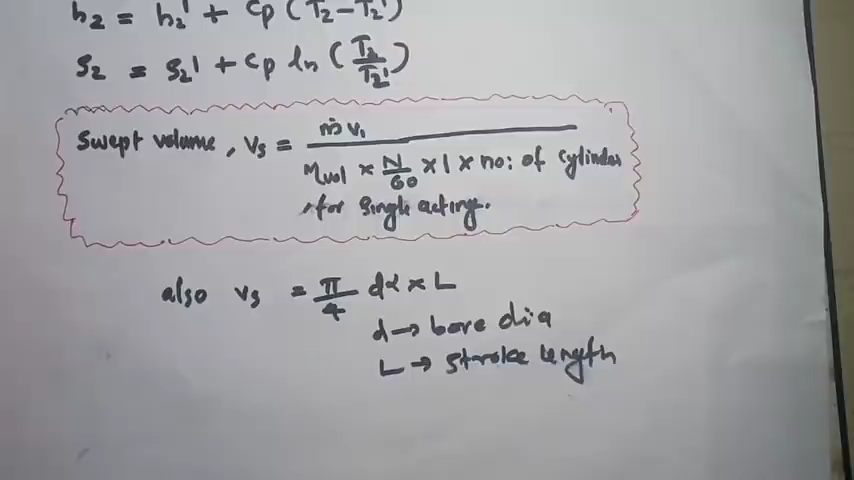 h2 = h2' + Cp (T2-T2')
S2 = S2' + Cp ln (T2/T2')
Swept volume, Vs = ṁ v1 / ηvol × N/60 × 1 × no: of cylinder
for single acting.
also vs = π/4 d² × L
d → bore dia
L → stroke length